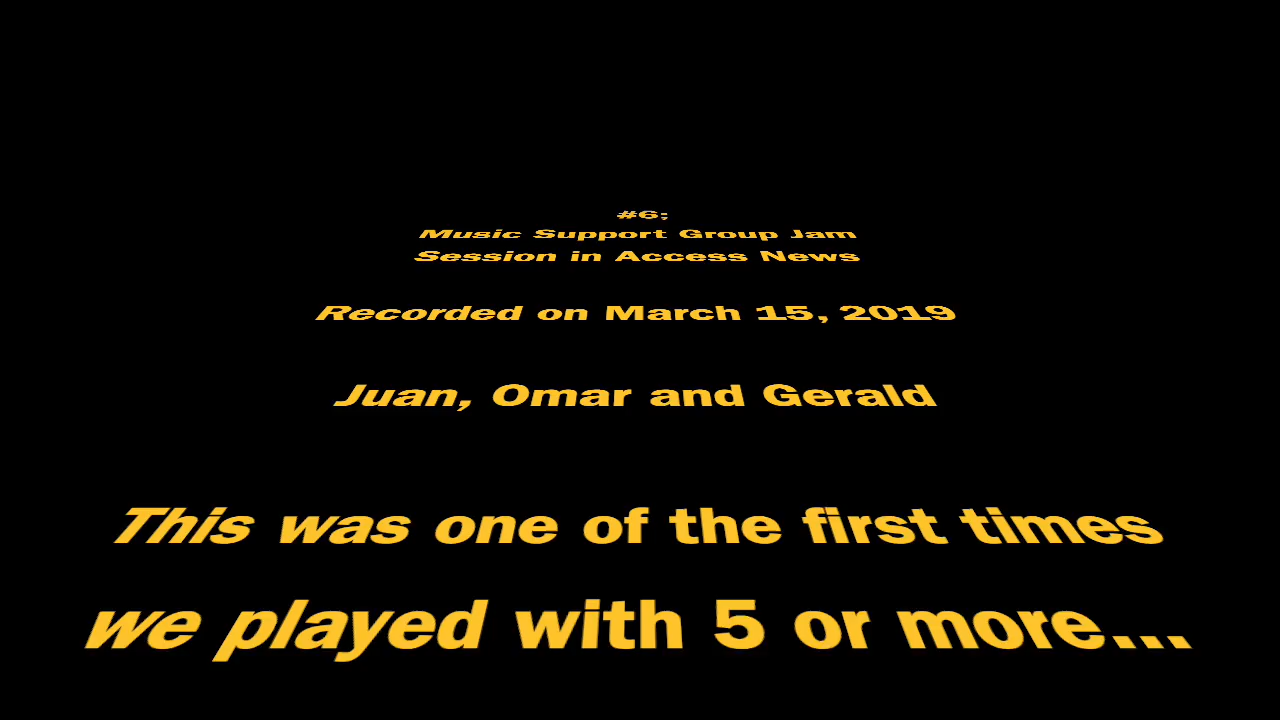 #6:
Music Support Group Jam
Session in Access News
Recorded on March 15, 2019
Juan, Omar and Gerald
This was one of the first times
we played with 5 or more...